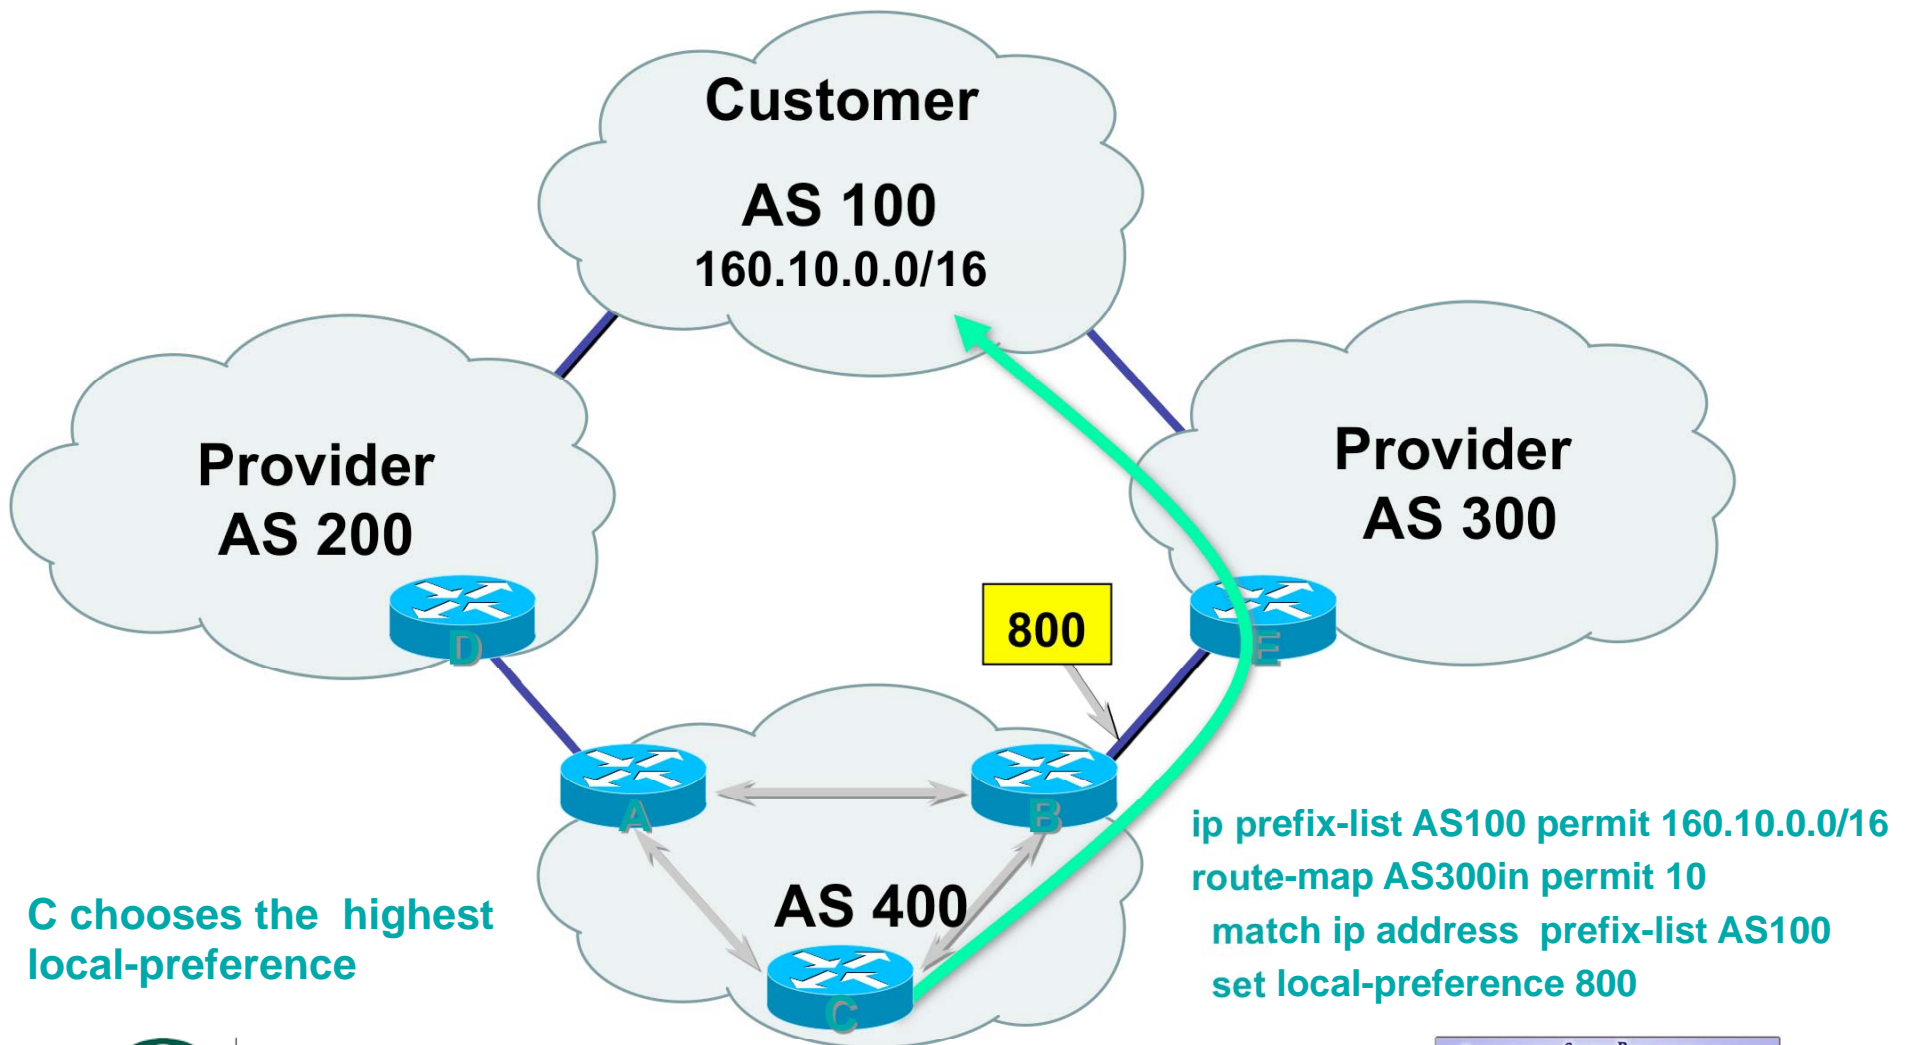 Customer
AS 100
160.10.0.0/16
Provider
AS 200
Provider
AS 300
D
800
E
A
B
AS 400
C
C chooses the highest
local-preference
ip prefix-list AS100 permit 160.10.0.0/16
route-map AS300in permit 10
match ip address prefix-list AS100
set local-preference 800